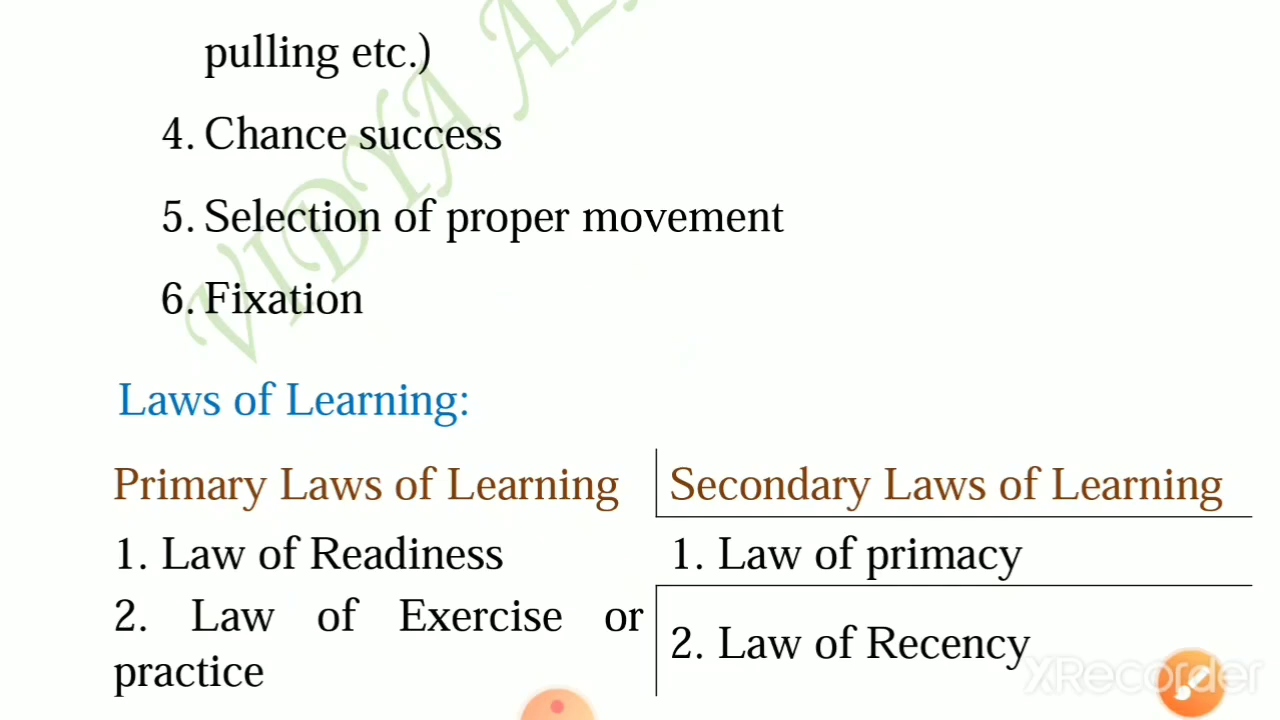 pulling etc.)
4. Chance success
5. Selection of proper movement
6. Fixation
Laws of Learning:
Primary Laws of Learning
Secondary Laws of Learning
1. Law of Readiness
1. Law of primacy
2. Law of Exercise or
practice
2. Law of Recency
VIDYA
XRecorder